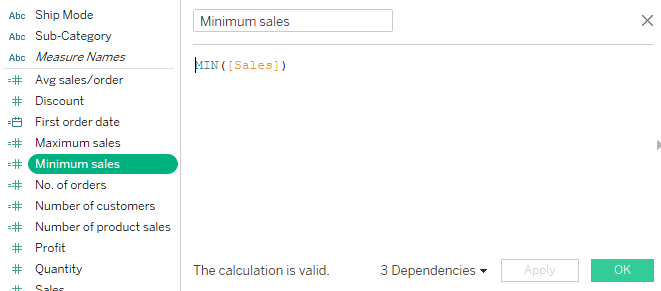 Abc Ship Mode
Abc Sub-Category
Abc Measure Names
=# Avg sales/order
# Discount
= First order date
=# Maximum sales
=# Minimum sales
=# No. of orders
=# Number of customers
=# Number of product sales
# Profit
# Quantity
# Sales
Minimum sales
MIN([Sales])
The calculation is valid.
3 Dependencies
Apply
OK